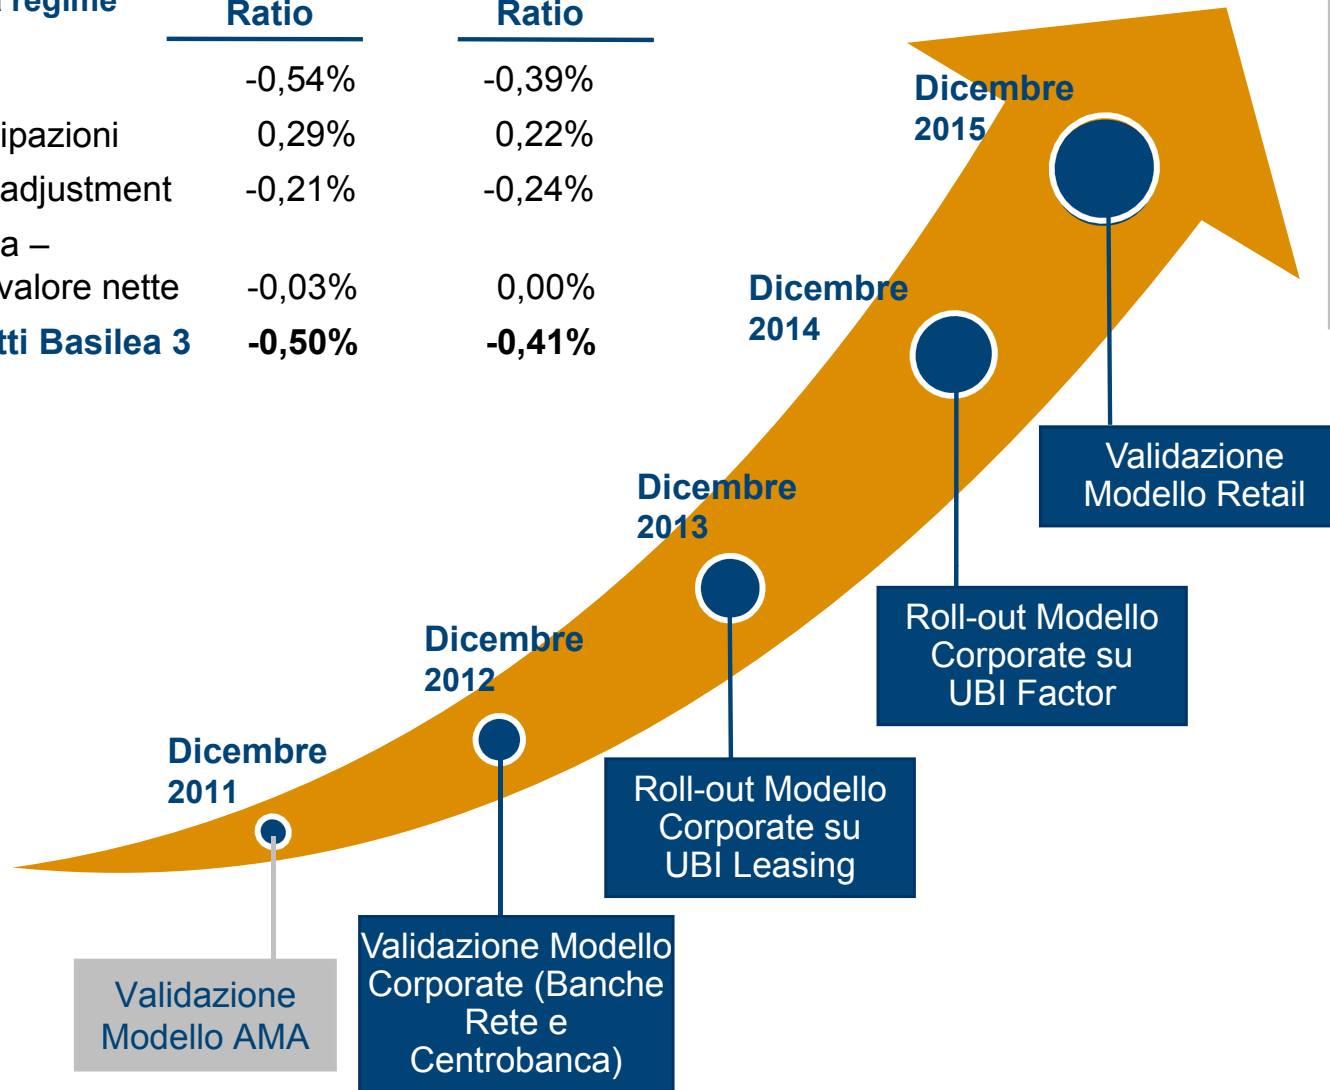 a regime
Ratio Ratio
-0,54% -0,39%
ipazioni 0,29% 0,22%
adjustment -0,21% -0,24%
a –
valore nette -0,03% 0,00%
tti Basilea 3 -0,50% -0,41%
Dicembre
2015
Dicembre
2014
Validazione
Modello Retail
Dicembre
2013
Roll-out Modello
Corporate su
UBI Factor
Dicembre
2012
Roll-out Modello
Corporate su
UBI Leasing
Dicembre
2011
Validazione Modello
Corporate (Banche
Rete e
Centrobanca)
Validazione
Modello AMA